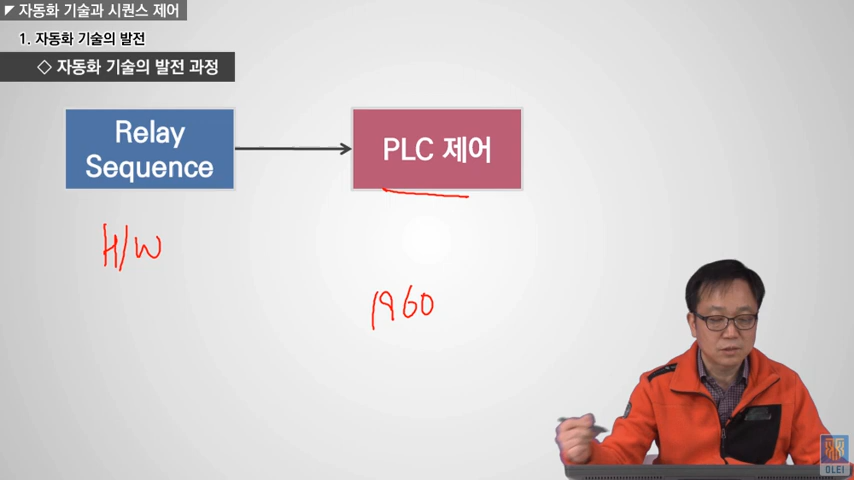 ◤ 자동화 기술과 시퀀스 제어
1. 자동화 기술의 발전
◇ 자동화 기술의 발전 과정
Relay
Sequence
PLC 제어
H/W
1960
OLEI